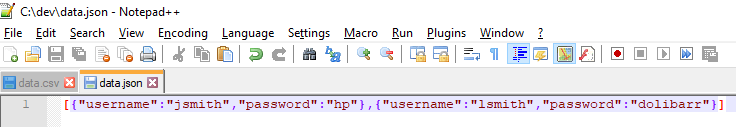 C:\dev\data.json - Notepad++
File Edit Search View Encoding Language Settings Macro Run Plugins Window ?
data.csv data.json
1 [{"username":"jsmith","password":"hp"},{"username":"lsmith","password":"dolibarr"}]